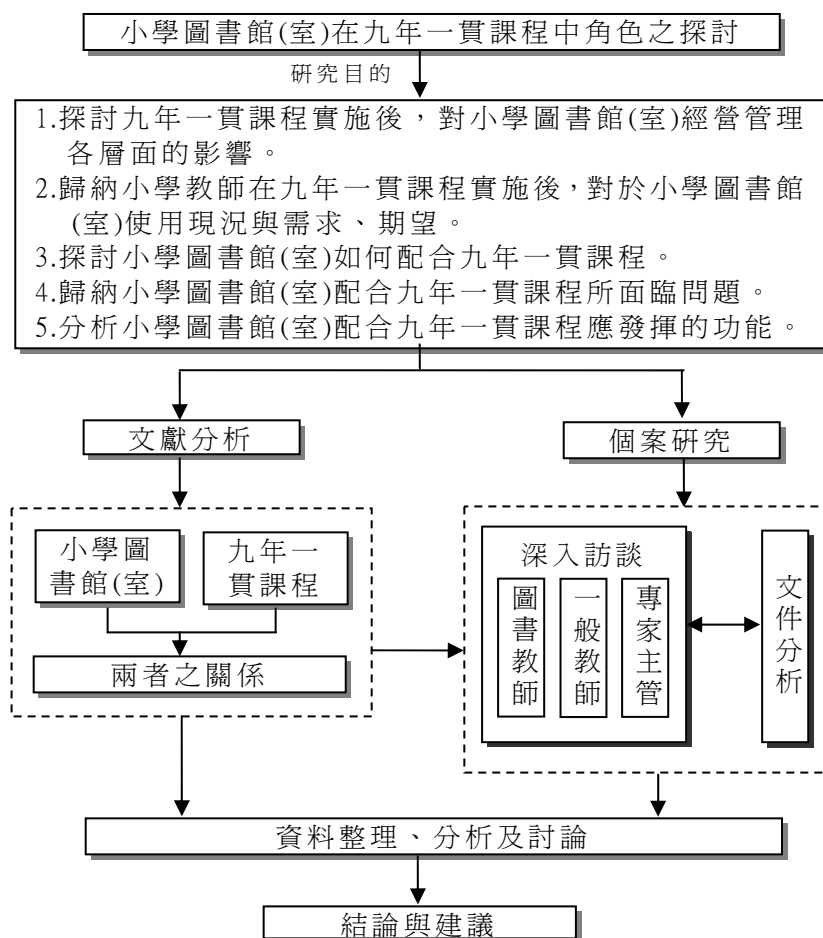 小學圖書館(室)在九年一貫課程中角色之探討
研究目的
1.探討九年一貫課程實施後，對小學圖書館(室)經營管理
各層面的影響。
2.歸納小學教師在九年一貫課程實施後，對於小學圖書館
(室)使用現況與需求、期望。
3.探討小學圖書館(室)如何配合九年一貫課程。
4.歸納小學圖書館(室)配合九年一貫課程所面臨問題。
5.分析小學圖書館(室)配合九年一貫課程應發揮的功能。
文獻分析
個案研究
小學圖
書館(室)
九年一
貫課程
兩者之關係
深入訪談
圖書教師
一般教師
專家主管
文件分析
資料整理、分析及討論
結論與建議